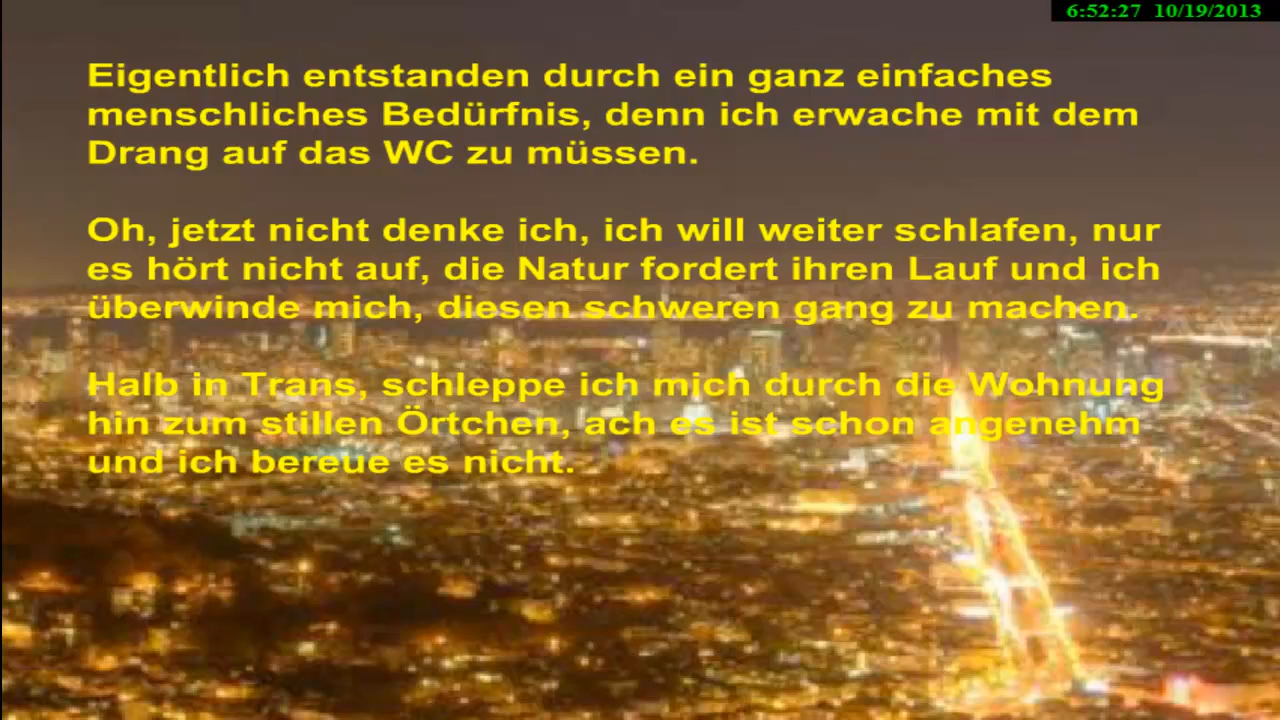 6:52:27 10/19/2013
Eigentlich entstanden durch ein ganz einfaches
menschliches Bedürfnis, denn ich erwache mit dem
Drang auf das WC zu müssen.
Oh, jetzt nicht denke ich, ich will weiter schlafen, nur
es hört nicht auf, die Natur fordert ihren Lauf und ich
überwinde mich, diesen schweren gang zu machen.
Halb in Trans, schleppe ich mich durch die Wohnung
hin zum stillen Örtchen, ach es ist schon angenehm
und ich bereue es nicht.